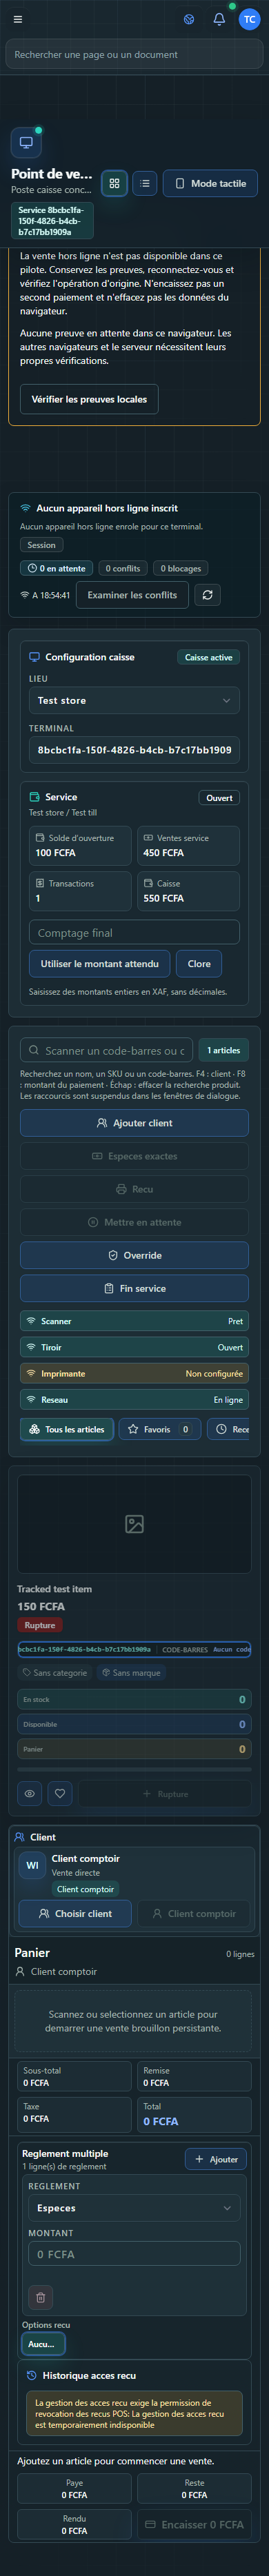 TC
Rechercher une page ou un document
Point de ve...
Poste caisse conc...
Mode tactile
Service 8bcbc1fa-
150f-4826-b4cb-
b7c17bb1909a
La vente hors ligne n'est pas disponible dans ce
pilote. Conservez les preuves, reconnectez-vous et
vérifiez l'opération d'origine. N'encaissez pas un
second paiement et n'effacez pas les données du
navigateur.
Aucune preuve en attente dans ce navigateur. Les
autres navigateurs et le serveur nécessitent leurs
propres vérifications.
Vérifier les preuves locales
Aucun appareil hors ligne inscrit
Aucun appareil hors ligne enrole pour ce terminal.
Session
0 en attente
0 conflits
0 blocages
A 18:54:41
Examiner les conflits
Configuration caisse
Caisse active
LIEU
Test store
TERMINAL
8bcbc1fa-150f-4826-b4cb-b7c17bb1909
Service
Ouvert
Test store / Test till
Solde d'ouverture
100 FCFA
Ventes service
450 FCFA
Transactions
1
Caisse
550 FCFA
Comptage final
Utiliser le montant attendu
Clore
Saisissez des montants entiers en XAF, sans décimales.
Scanner un code-barres ou c
1 articles
Recherchez un nom, un SKU ou un code-barres. F4 : client · F8
: montant du paiement · Échap : effacer la recherche produit.
Les raccourcis sont suspendus dans les fenêtres de dialogue.
Ajouter client
Especes exactes
Recu
Mettre en attente
Override
Fin service
Scanner
Pret
Tiroir
Ouvert
Imprimante
Non configurée
Reseau
En ligne
Tous les articles
Favoris
0
Rece
Tracked test item
150 FCFA
Rupture
bcbc1fa-150f-4826-b4cb-b7c17bb1909a
CODE-BARRES
Aucun code
Sans categorie
Sans marque
En stock
0
Disponible
0
Panier
0
Rupture
Client
WI
Client comptoir
Vente directe
Client comptoir
Choisir client
Client comptoir
Panier
0 lignes
Client comptoir
Scannez ou selectionnez un article pour
demarrer une vente brouillon persistante.
Sous-total
0 FCFA
Remise
0 FCFA
Taxe
0 FCFA
Total
0 FCFA
Reglement multiple
1 ligne(s) de reglement
Ajouter
REGLEMENT
Especes
MONTANT
0 FCFA
Options recu
Aucu...
Historique acces recu
La gestion des acces recu exige la permission de
revocation des recus POS: La gestion des acces recu
est temporairement indisponible
Ajoutez un article pour commencer une vente.
Paye
0 FCFA
Reste
0 FCFA
Rendu
0 FCFA
Encaisser 0 FCFA